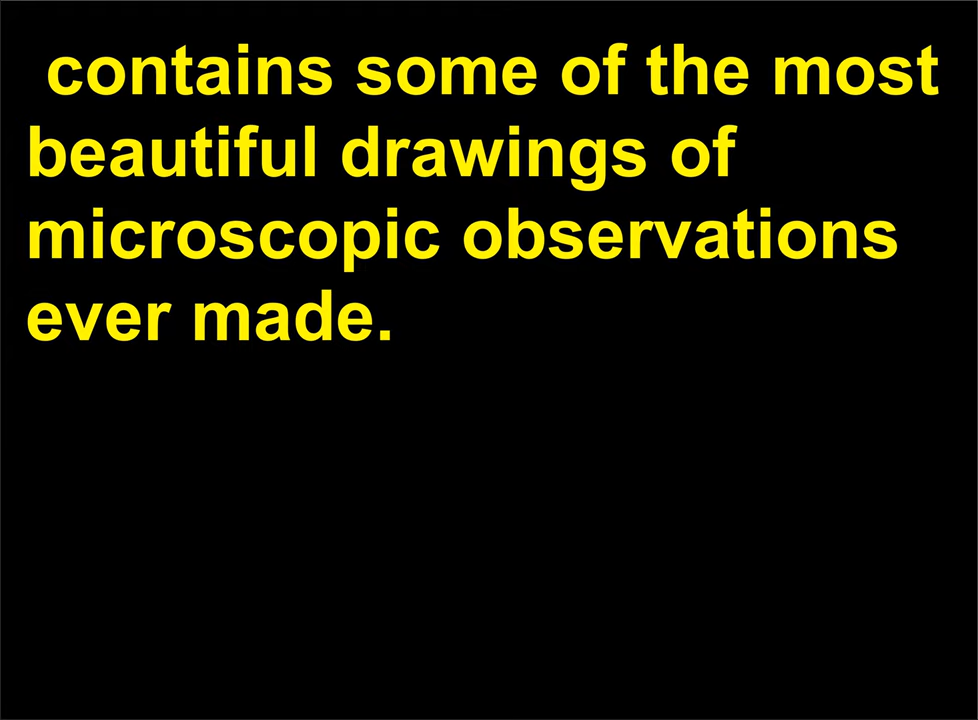 contains some of the most
beautiful drawings of
microscopic observations
ever made.